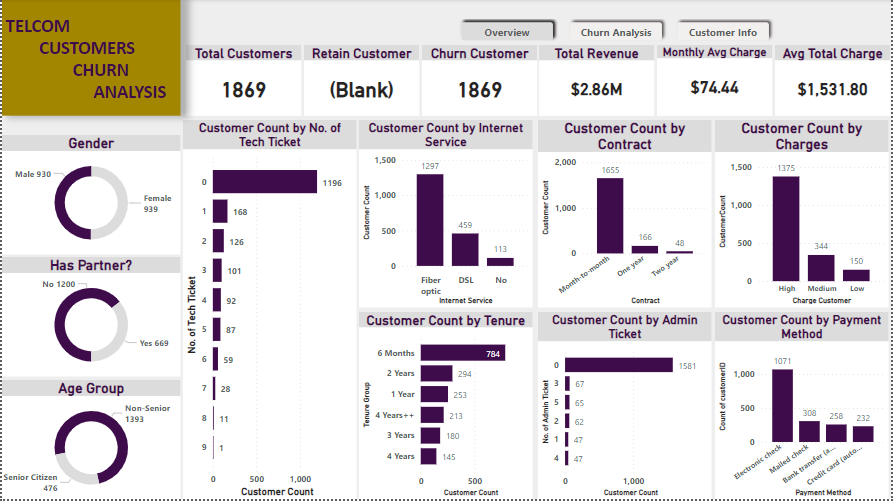 TELCOM
CUSTOMERS
CHURN
ANALYSIS
Overview
Churn Analysis
Customer Info
Total Customers
1869
Retain Customer
(Blank)
Churn Customer
1869
Total Revenue
$2.86M
Monthly Avg Charge
$74.44
Avg Total Charge
$1,531.80
Gender
Male 930
Female
939
Has Partner?
No 1200
Yes 669
Age Group
Non-Senior
1393
Senior Citizen
476
Customer Count by No. of
Tech Ticket
No. of Tech Ticket
0
1196
1
168
2
126
3
101
4
92
5
87
6
59
7
28
8
11
9
1
0
500
1,000
Customer Count
Customer Count by Internet
Service
Customer Count
1,500
1,000
500
0
1297
459
113
Fiber
optic
DSL
No
Internet Service
Customer Count by Contract
Customer Count
2,000
1,000
0
1655
166
48
Month-to-month
One year
Two year
Contract
Customer Count by
Charges
CustomerCount
1,500
1,000
500
0
1375
344
150
High
Medium
Low
Charge Customer
Customer Count by Tenure
Tenure Group
6 Months
784
2 Years
294
1 Year
253
4 Years++
213
3 Years
180
4 Years
145
0
500
Customer Count
Customer Count by Admin
Ticket
No. of Admin Ticket
0
1581
3
67
5
65
2
62
1
47
4
47
0
1,000
Customer Count
Customer Count by Payment
Method
Count of customerID
1,000
500
0
1071
308
258
232
Electronic check
Mailed check
Bank transfer (a...
Credit card (auto...
Payment Method